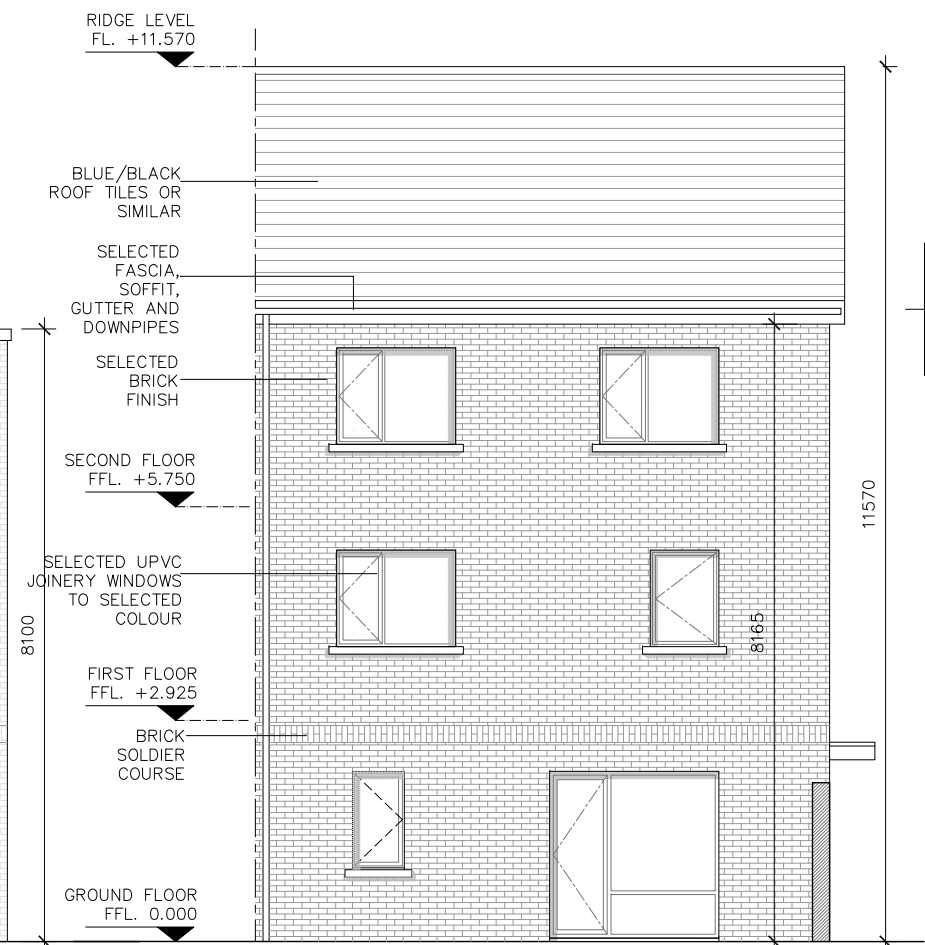 RIDGE LEVEL
FL. +11.570
BLUE/BLACK
ROOF TILES OR
SIMILAR
SELECTED
FASCIA,
SOFFIT,
GUTTER AND
DOWNPIPES
SELECTED
BRICK
FINISH
SECOND FLOOR
FFL. +5.750
11570
SELECTED UPVC
JOINERY WINDOWS
TO SELECTED
COLOUR
8100
8165
FIRST FLOOR
FFL. +2.925
BRICK
SOLDIER
COURSE
GROUND FLOOR
FFL. 0.000